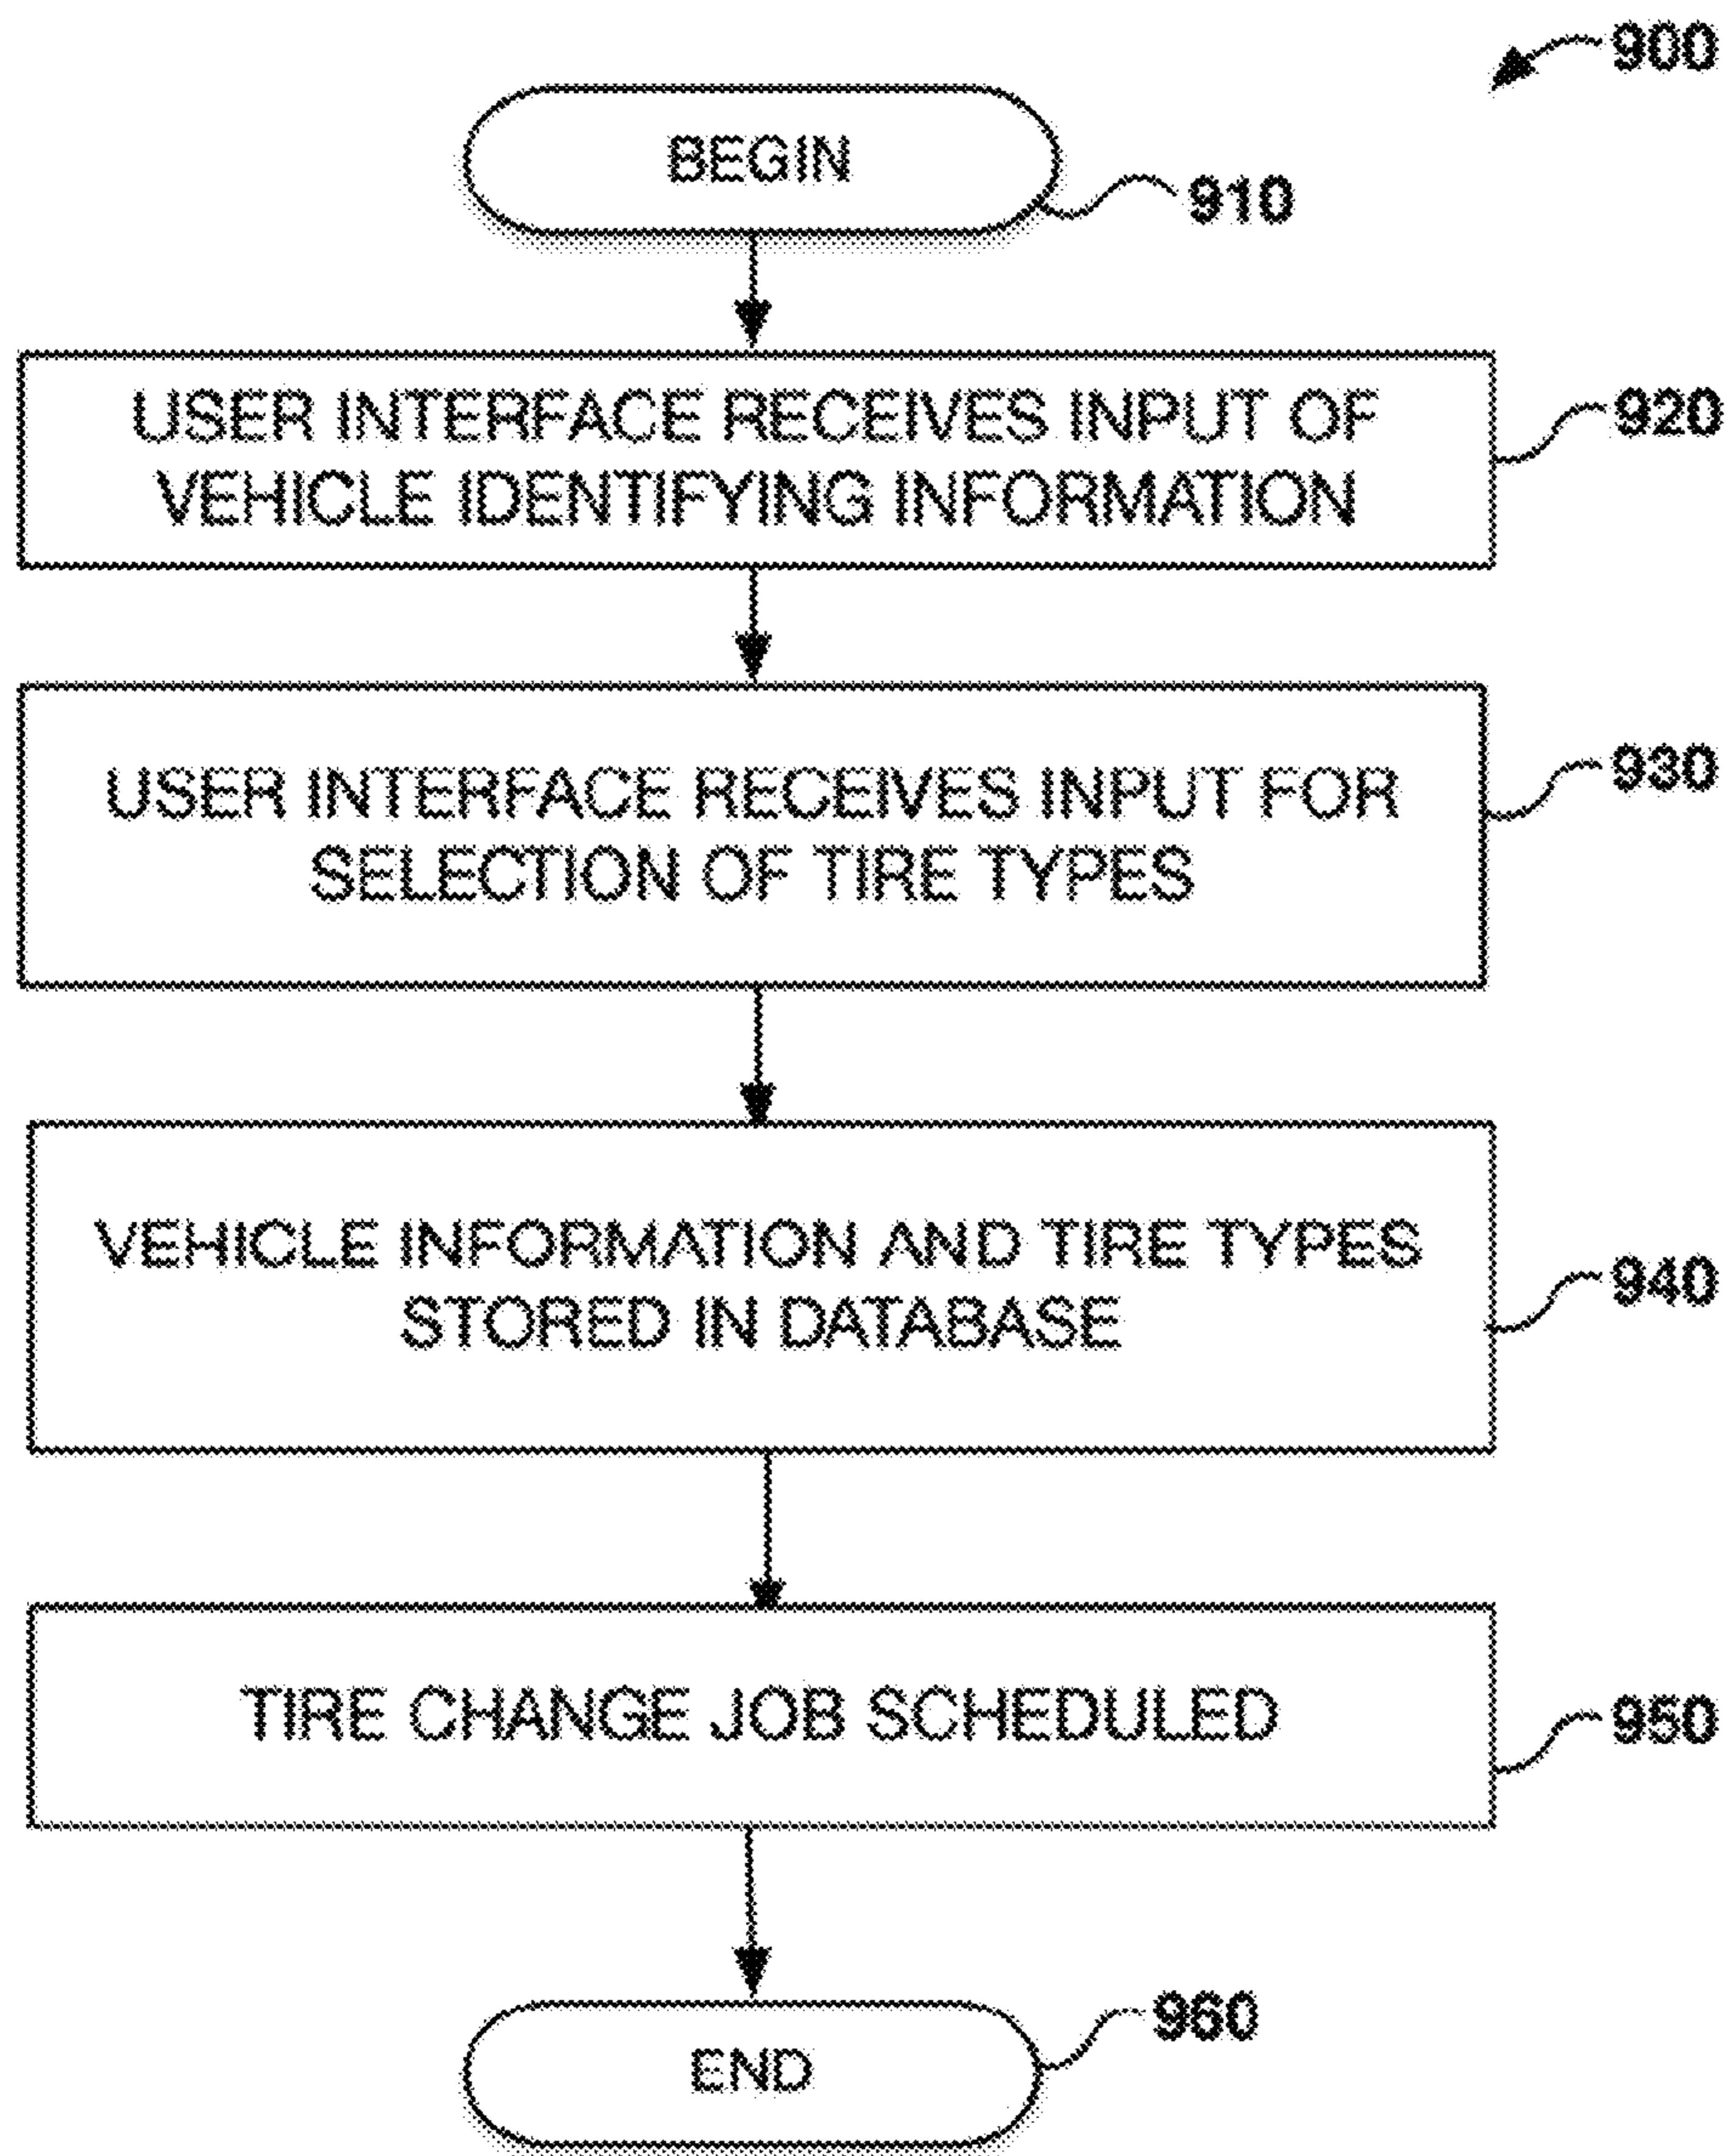 900
BEGIN
910
USER INTERFACE RECEIVES INPUT OF
VEHICLE IDENTIFYING INFORMATION
920
USER INTERFACE RECEIVES INPUT FOR
SELECTION OF TIRE TYPES
930
VEHICLE INFORMATION AND TIRE TYPES
STORED IN DATABASE
940
TIRE CHANGE JOB SCHEDULED
950
END
960